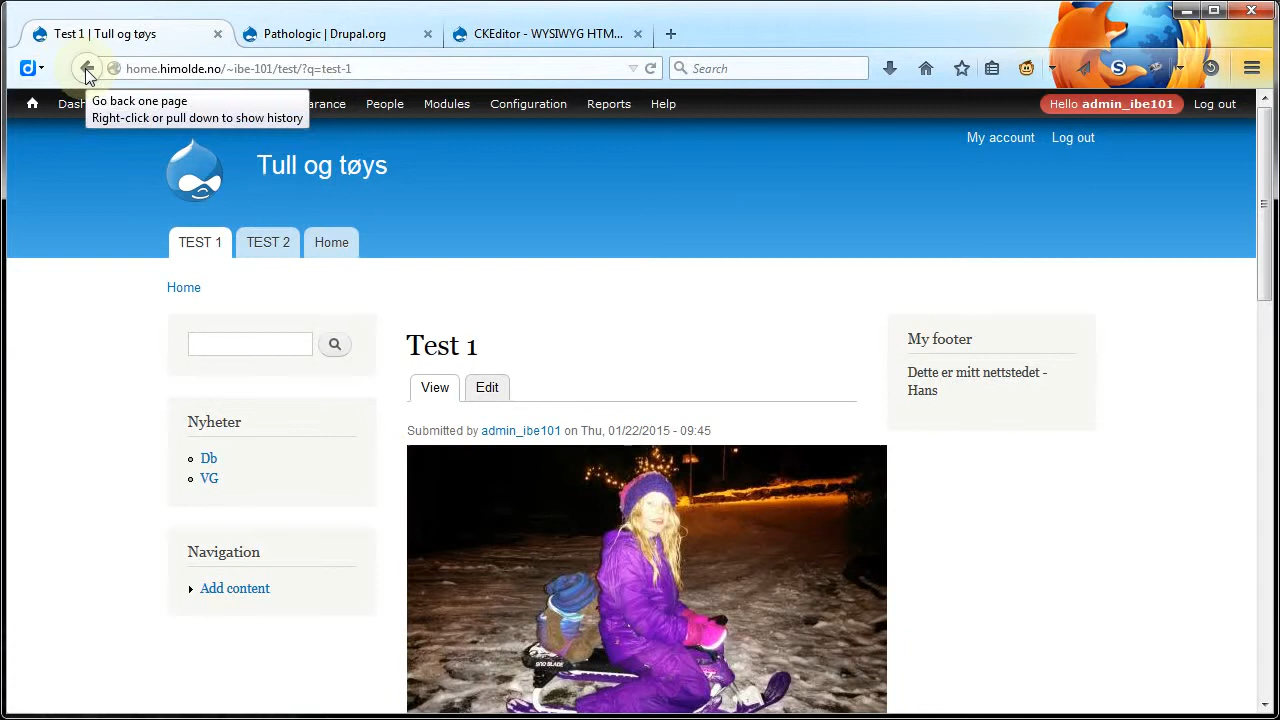 Test 1 | Tull og tøys
Pathologic | Drupal.org
CKEditor - WYSIWYG HTM...
home.himolde.no/~ibe-101/test/?q=test-1
Search
Go back one page
Right-click or pull down to show history
Dash
arance
People
Modules
Configuration
Reports
Help
Hello admin_ibe101
Log out
My account
Log out
Tull og tøys
TEST 1
TEST 2
Home
Home
Test 1
View
Edit
Submitted by admin_ibe101 on Thu, 01/22/2015 - 09:45
Nyheter
Db
VG
Navigation
Add content
My footer
Dette er mitt nettstedet -
Hans
SNO BLADE